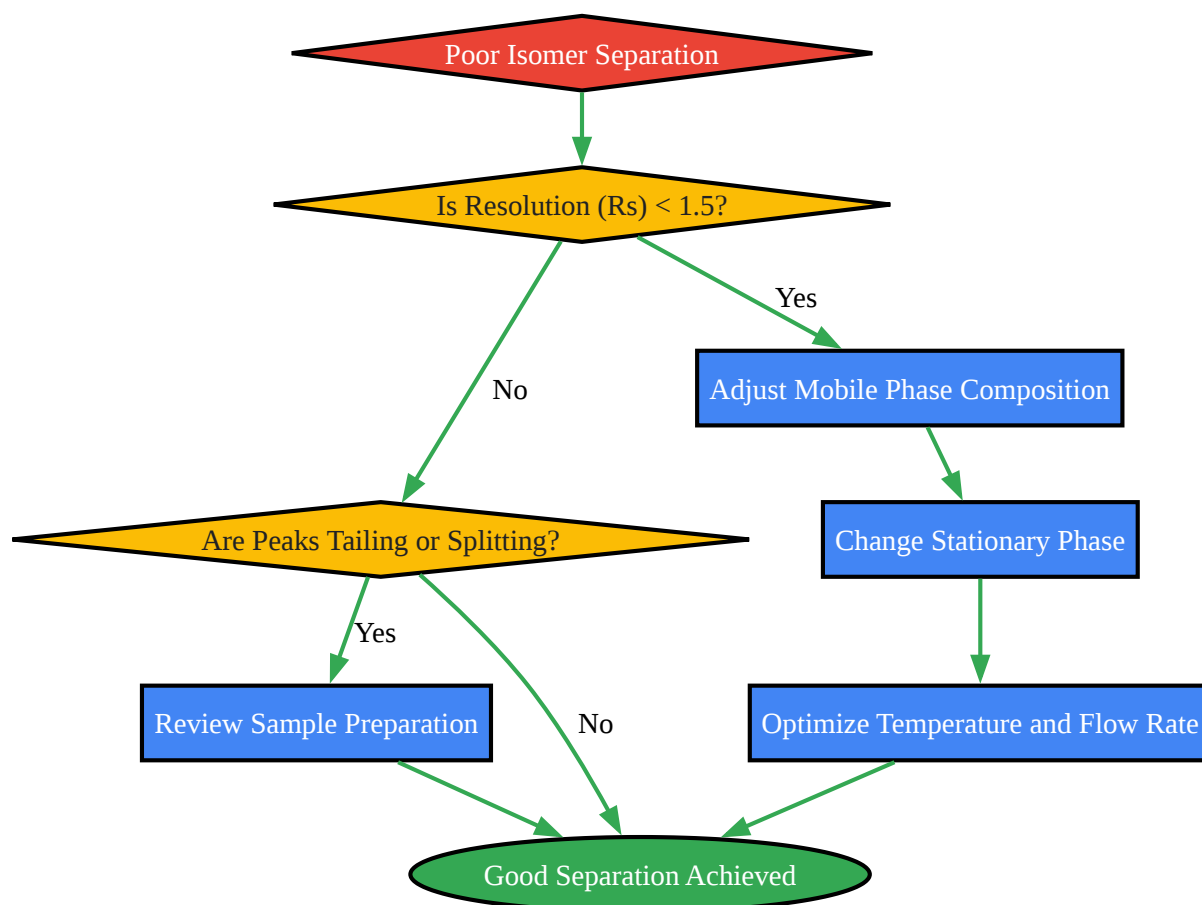 Poor Isomer Separation
Is Resolution (Rs) < 1.5?
Yes
Adjust Mobile Phase Composition
No
Change Stationary Phase
Are Peaks Tailing or Splitting?
Yes
Review Sample Preparation
No
Optimize Temperature and Flow Rate
Good Separation Achieved